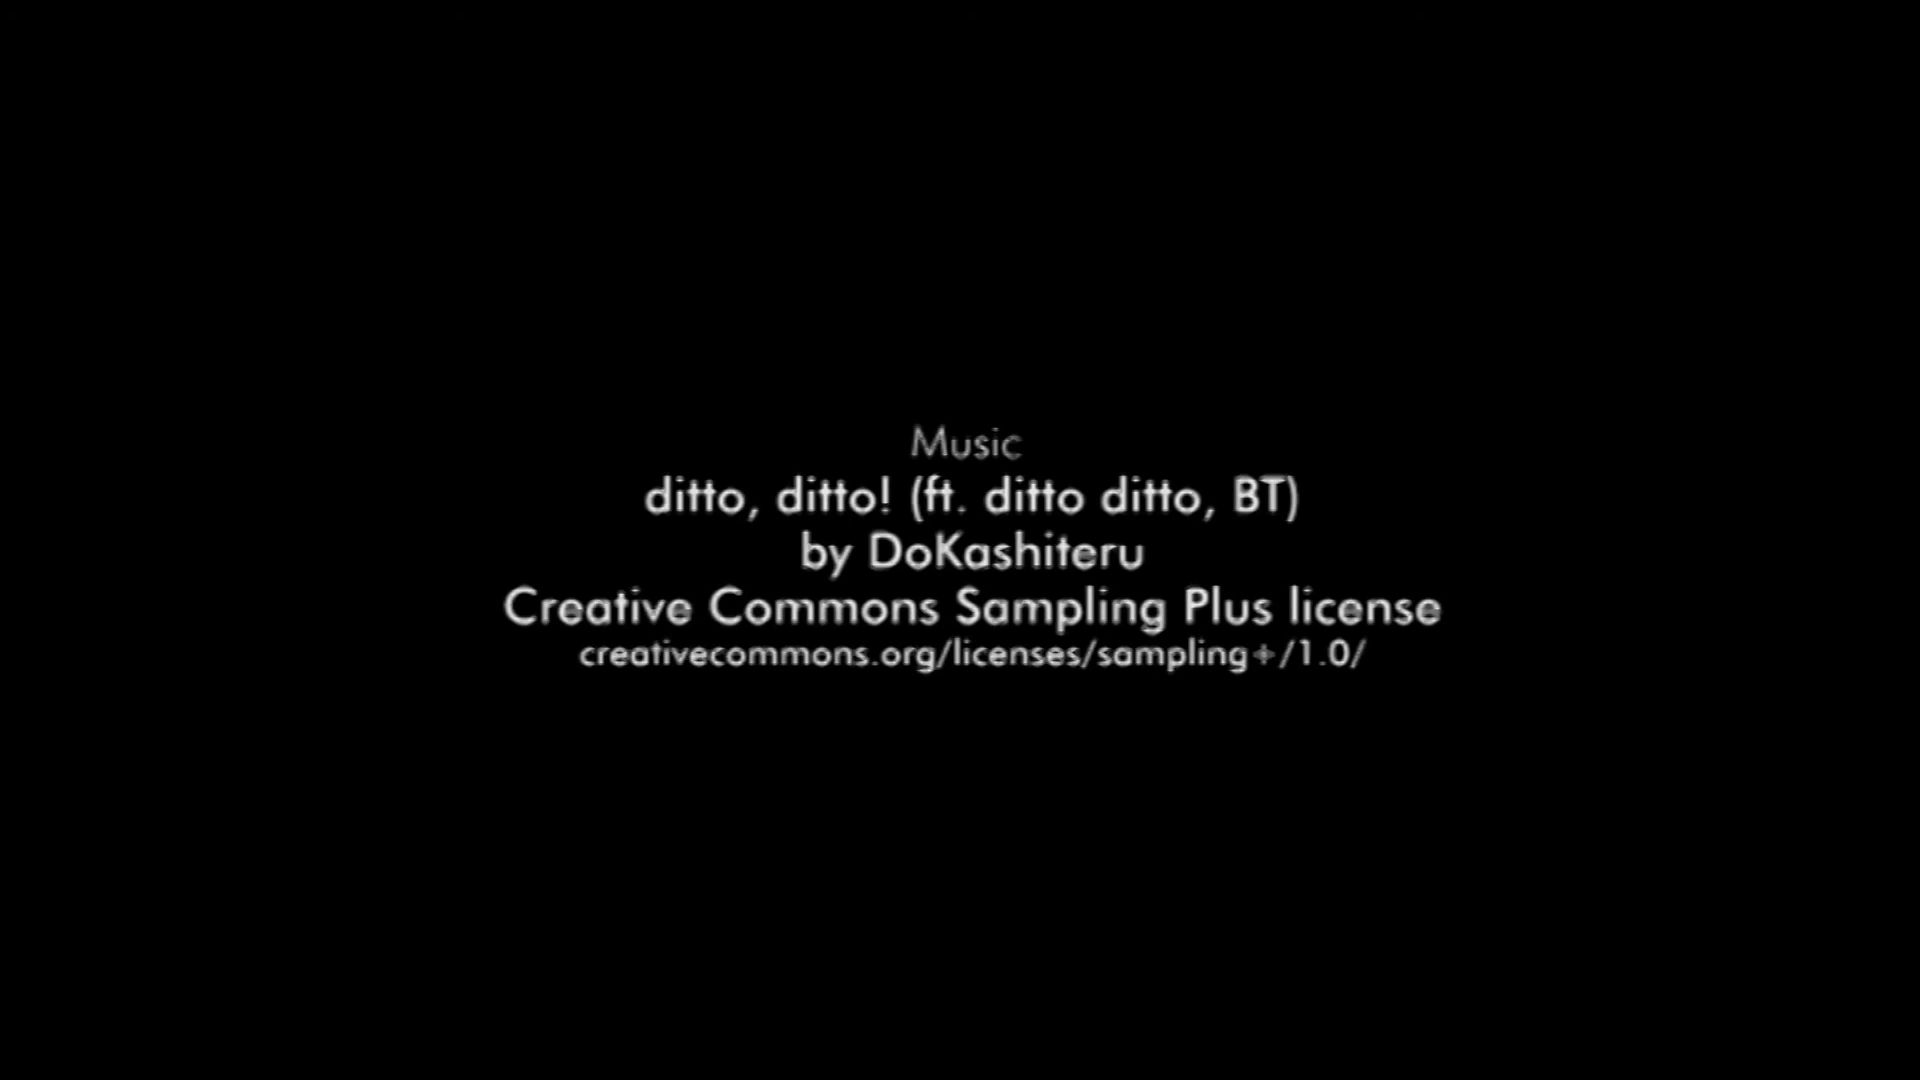 Music
ditto, ditto! (ft. ditto ditto, BT)
by DoKashiteru
Creative Commons Sampling Plus license
creativecommons.org/licenses/sampling+/1.0/